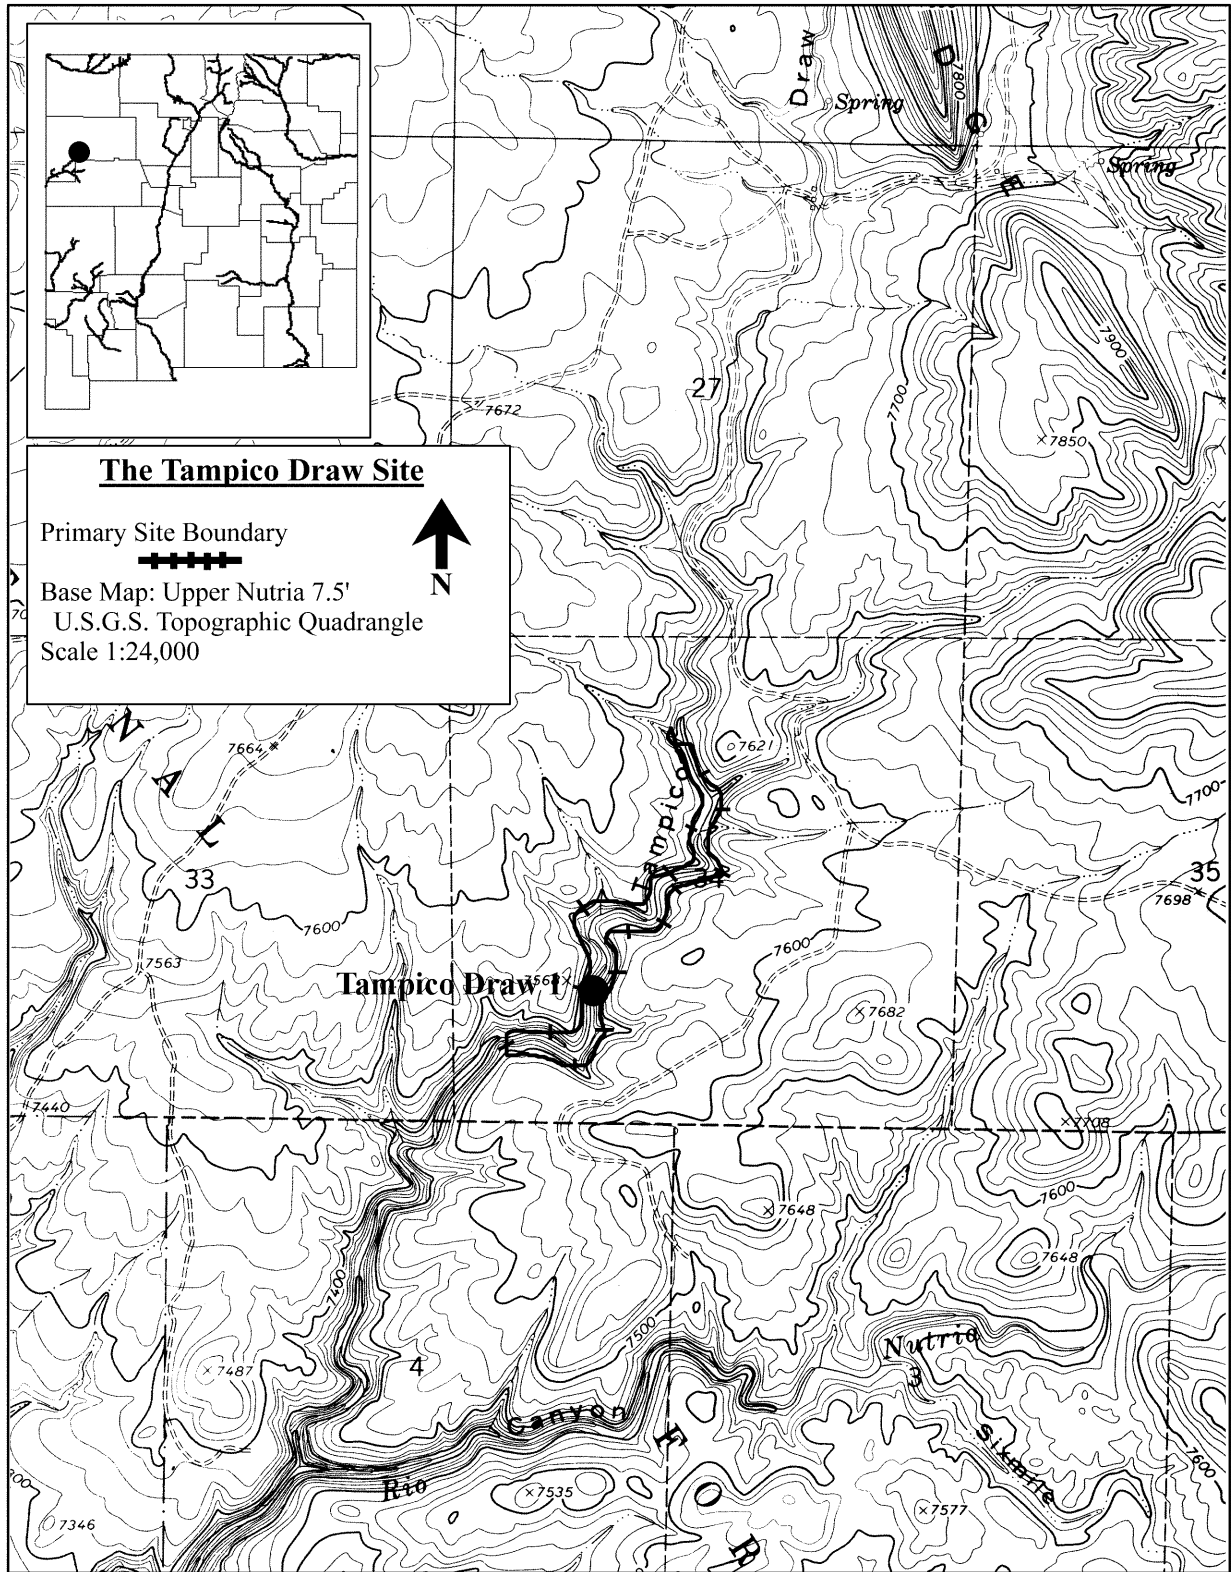 Draw
D
7800
Spring
G
E
Spring
27
7672
7900
7700
×7850
The Tampico Draw Site
Primary Site Boundary
N
Base Map: Upper Nutria 7.5'
U.S.G.S. Topographic Quadrangle
Scale 1:24,000
N
A
L
7664
7621
Tampico
7700
33
35
7698
7600
7600
7563
Tampico Draw 1
×7682
7440
×7708
7600
×7648
7648
7400
7500
Nutria
3
×7487
4
Canyon
Sixmile
F
O
R
7600
Rio
×7535
×7577
7346